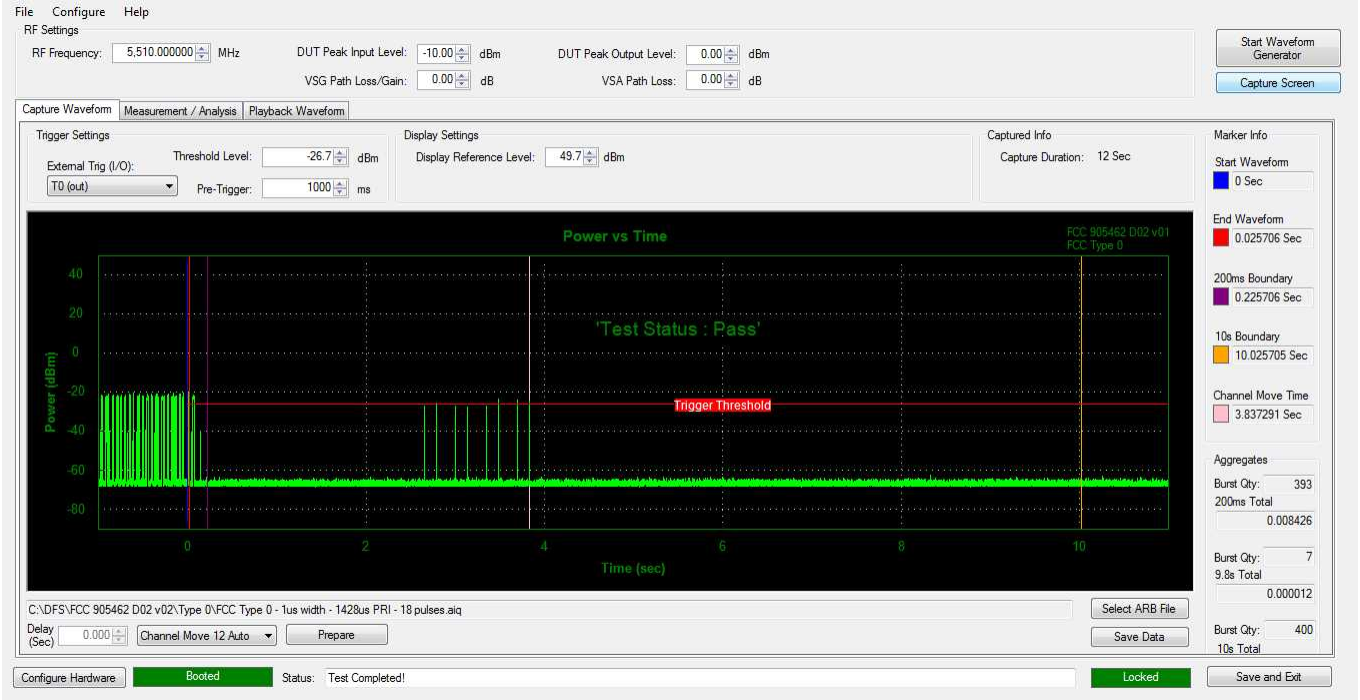 File Configure Help
RF Settings
RF Frequency: 5,510.000000 MHz DUT Peak Input Level: -10.00 dBm DUT Peak Output Level: 0.00 dBm
VSG Path Loss/Gain: 0.00 dB VSA Path Loss: 0.00 dB
Start Waveform
Generator
Capture Screen
Capture Waveform Measurement / Analysis Playback Waveform
Trigger Settings
External Trig (I/O):
T0 (out)
Threshold Level: -26.7 dBm
Pre-Trigger: 1000 ms
Display Settings
Display Reference Level: 49.7 dBm
Captured Info
Capture Duration: 12 Sec
Marker Info
Start Waveform
0 Sec
End Waveform
0.025706 Sec
200ms Boundary
0.225706 Sec
10s Boundary
10.025705 Sec
Channel Move Time
3.837291 Sec
Aggregates
Burst Qty: 393
200ms Total
0.008426
Burst Qty: 7
9.8s Total
0.000012
Burst Qty: 400
10s Total
Power vs Time
FCC 905462 D02 v01
FCC Type 0
'Test Status : Pass'
Trigger Threshold
Power (dBm)
40
20
0
-20
-40
-60
-80
0 2 4 6 8 10
Time (sec)
C:\DFS\FCC 905462 D02 v02\Type 0\FCC Type 0 - 1us width - 1428us PRI - 18 pulses.aiq
Select ARB File
Delay
(Sec)
0.000 Channel Move 12 Auto Prepare Save Data
Configure Hardware Booted Status: Test Completed! Locked Save and Exit